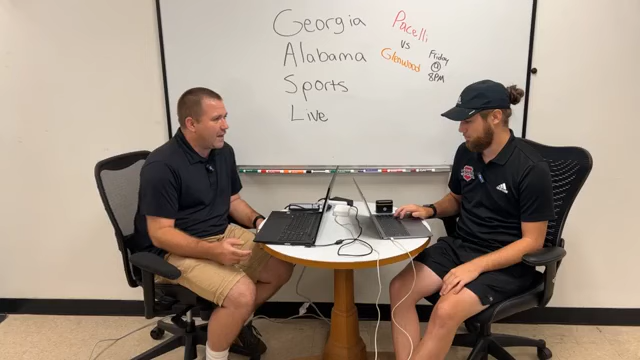 Georgia
Alabama
Sports
Live
Pacelli
vs
Glenwood
Friday
@
8PM